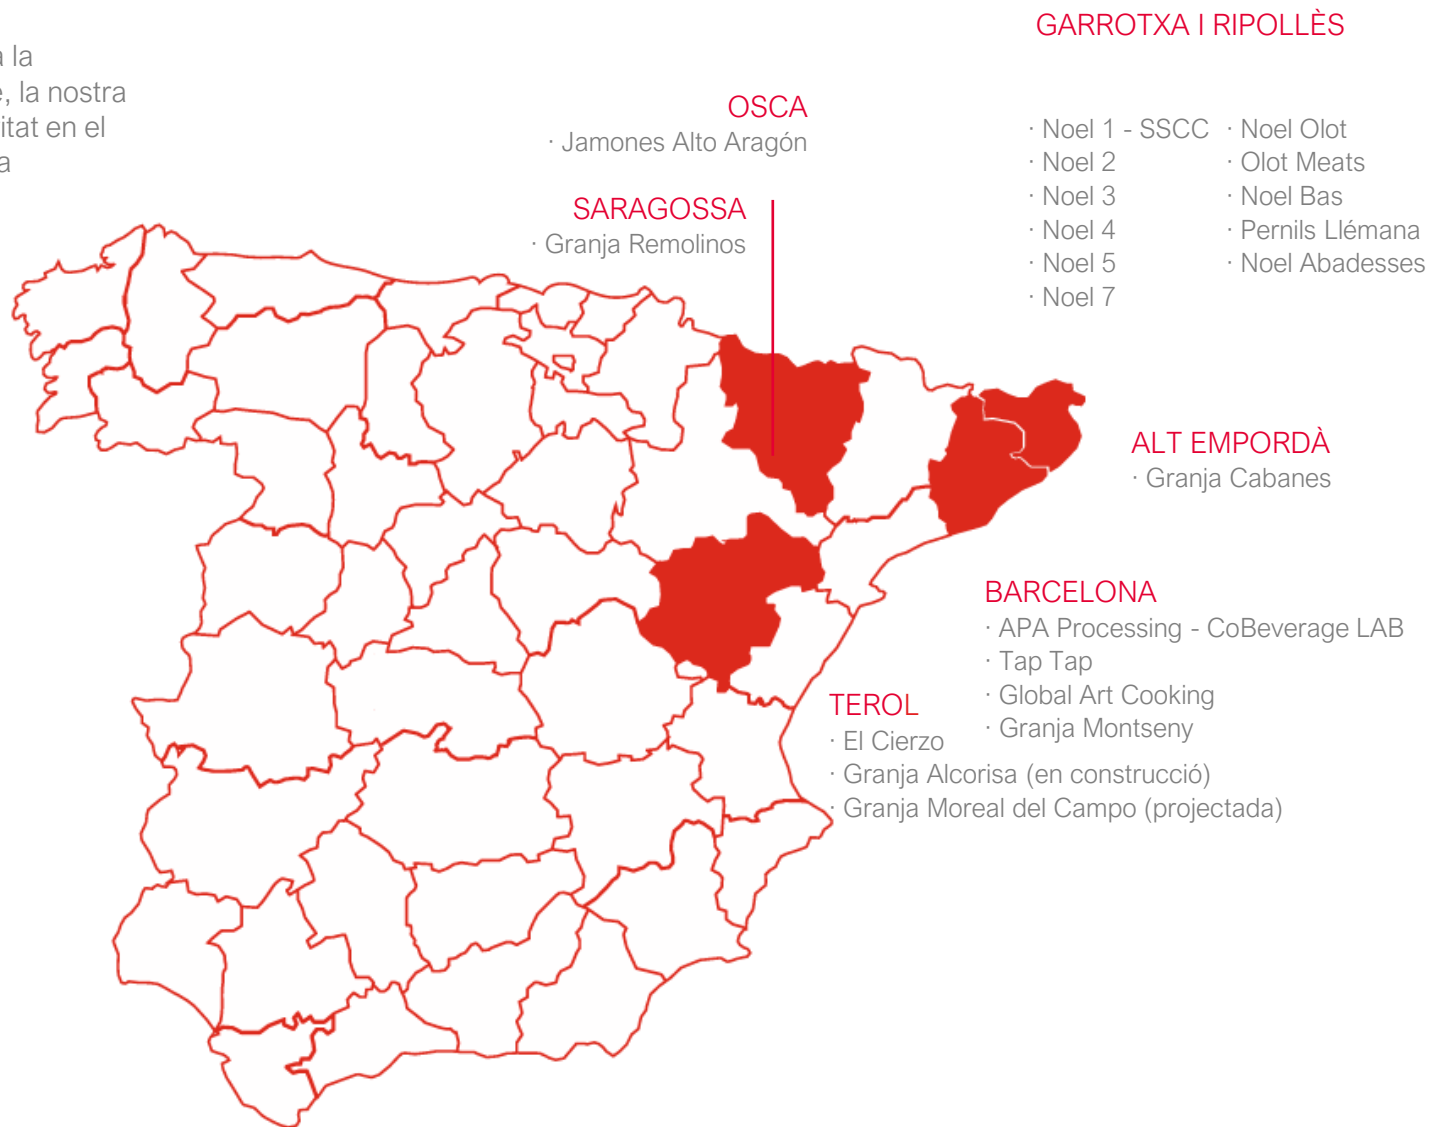 a la
e, la nostra
itat en el
a
GARROTXA I RIPOLLÈS
· Noel 1 - SSCC
· Noel 2
· Noel 3
· Noel 4
· Noel 5
· Noel 7
· Noel Olot
· Olot Meats
· Noel Bas
· Pernils Llémana
· Noel Abadesses
OSCA
· Jamones Alto Aragón
SARAGOSSA
· Granja Remolinos
ALT EMPORDÀ
· Granja Cabanes
BARCELONA
· APA Processing - CoBeverage LAB
· Tap Tap
· Global Art Cooking
· Granja Montseny
TEROL
· El Cierzo
· Granja Alcorisa (en construcció)
· Granja Moreal del Campo (projectada)